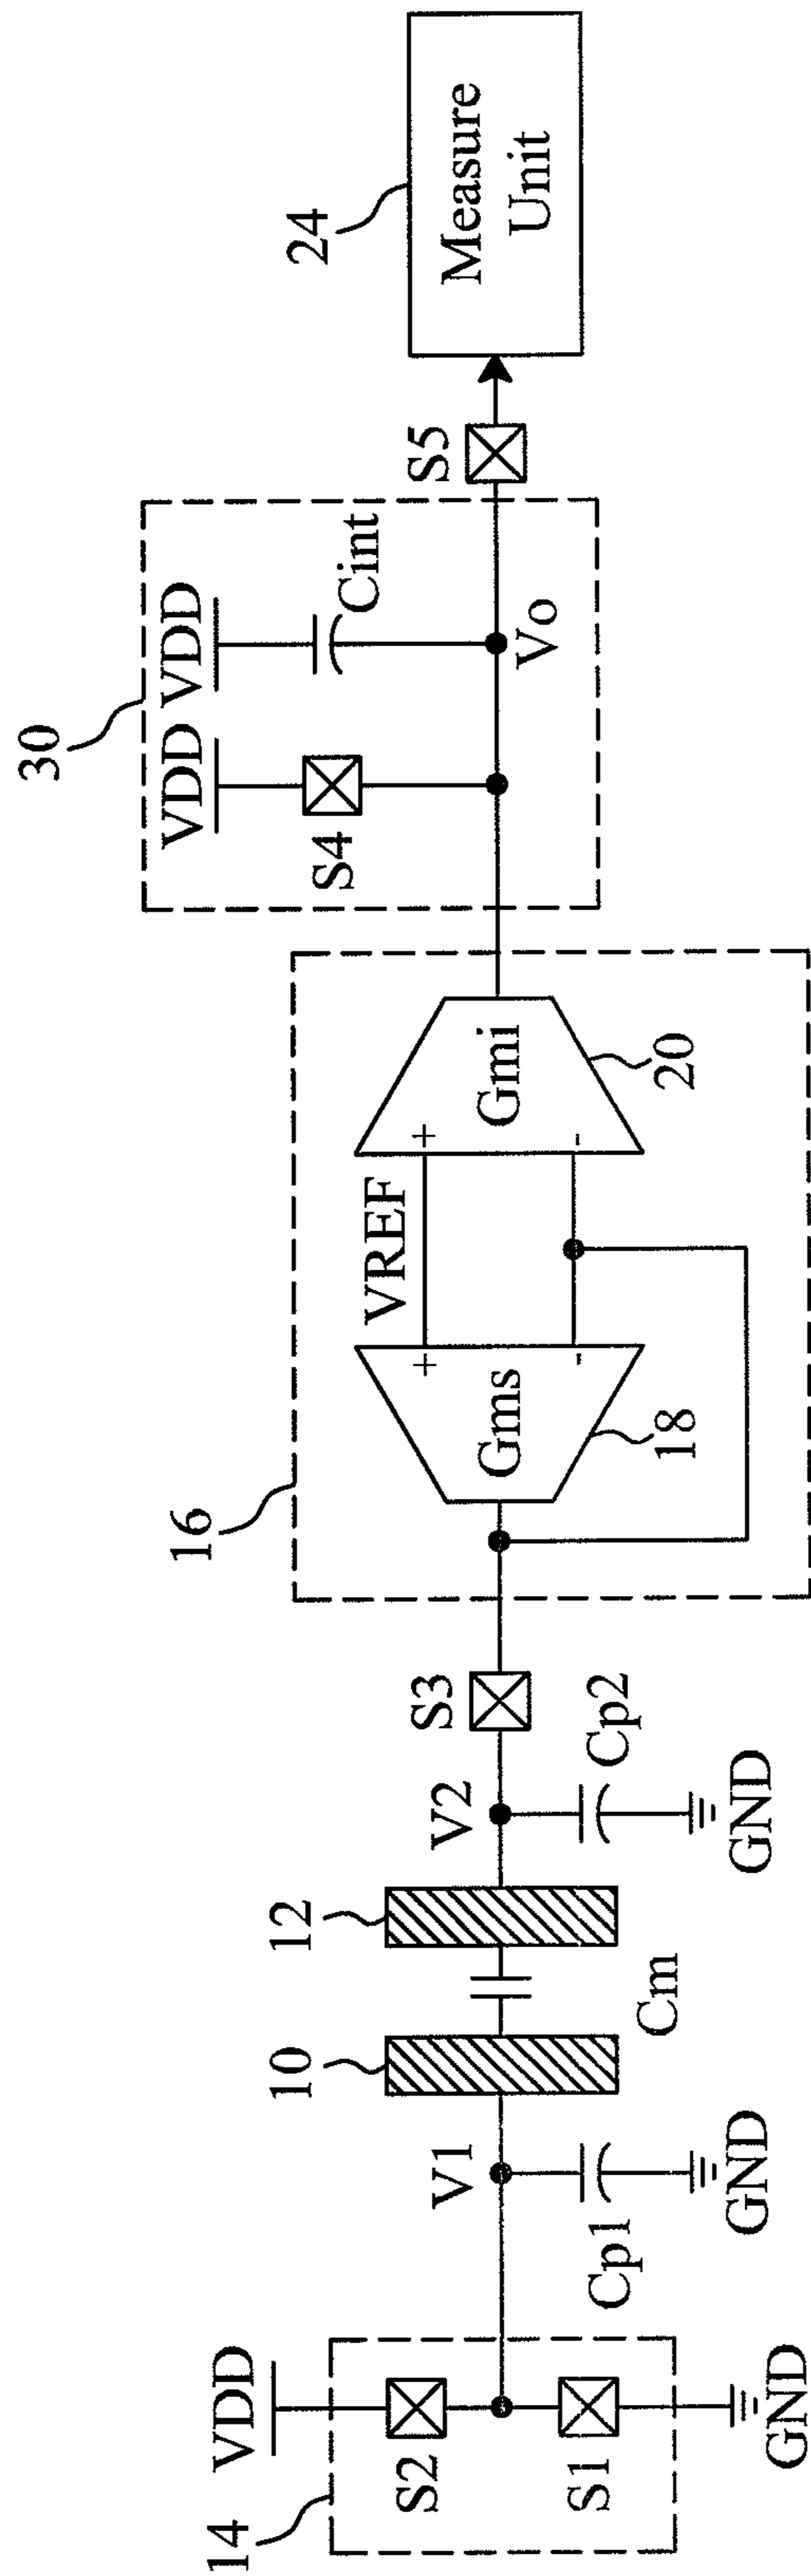 14
VDD
S2
S1
GND
V1
Cp1
GND
10
12
Cm
V2
Cp2
GND
S3
16
Gms
+
-
18
VREF
Gmi
+
-
20
30
VDD
S4
VDD
Cint
Vo
S5
24
Measure
Unit